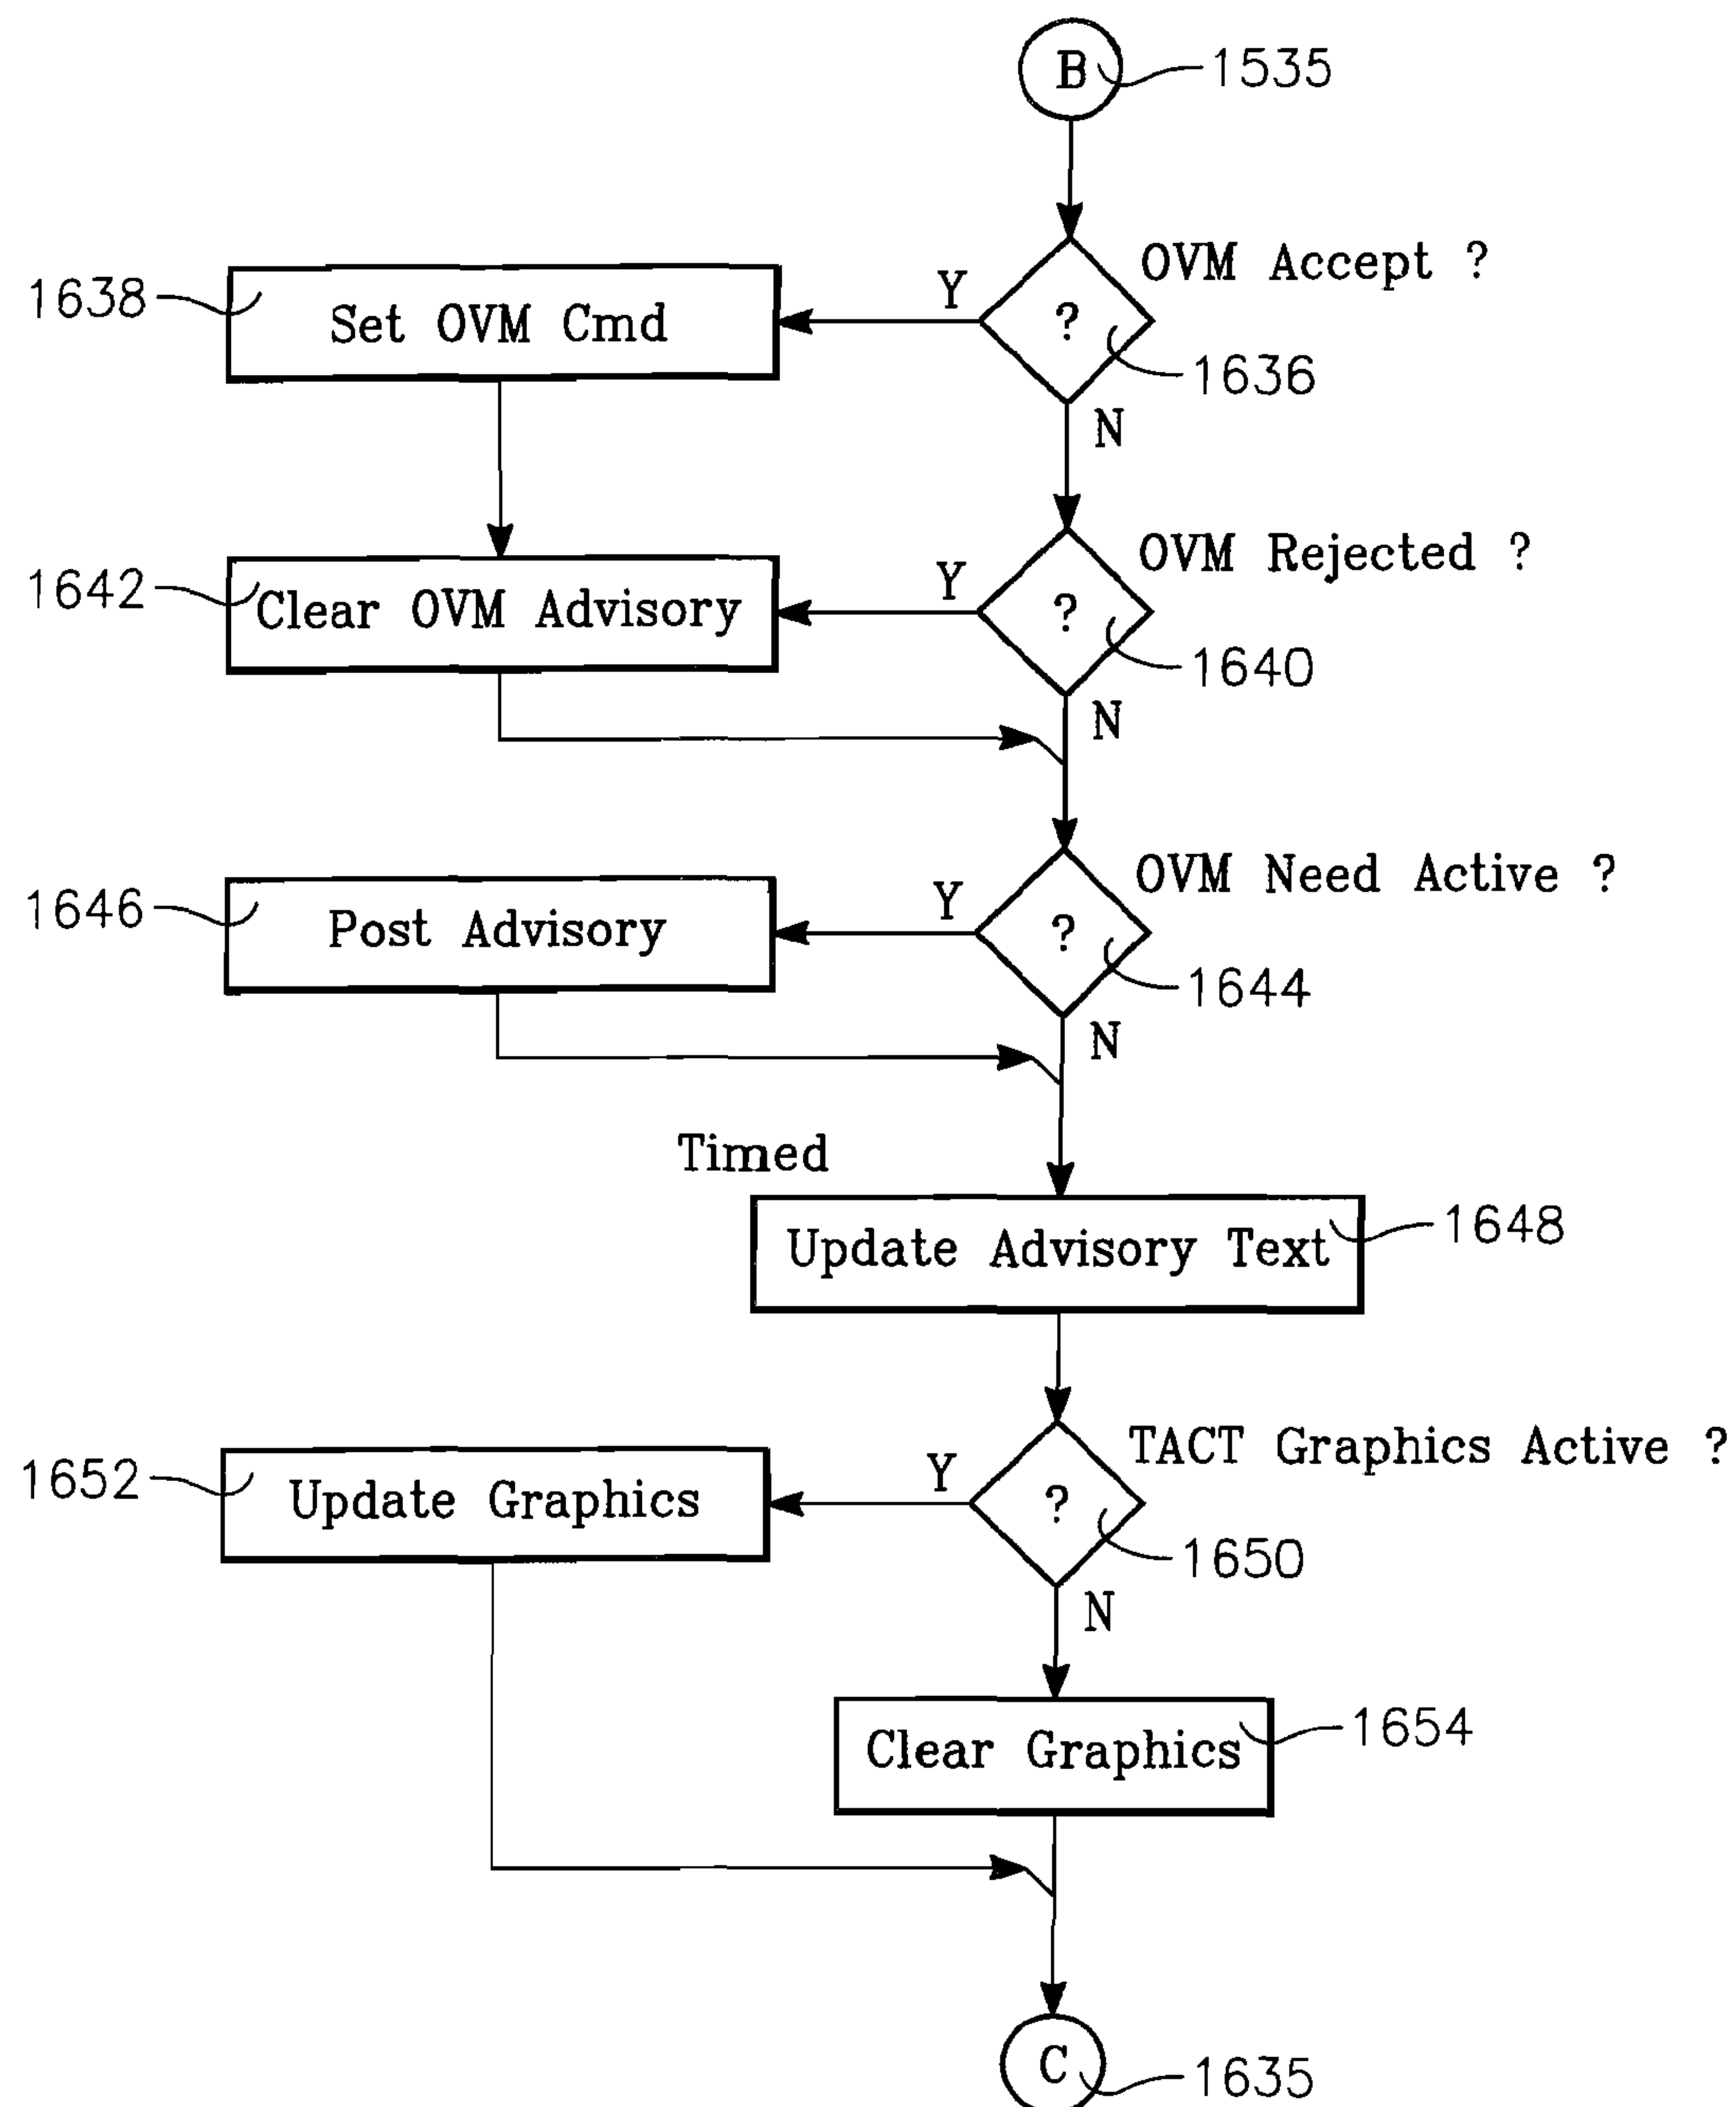 B
1535
OVM Accept ?
Y
?
1636
N
1638
Set OVM Cmd
OVM Rejected ?
Y
?
1640
N
1642
Clear OVM Advisory
OVM Need Active ?
Y
?
1644
N
1646
Post Advisory
Timed
Update Advisory Text
1648
TACT Graphics Active ?
Y
?
1650
N
1652
Update Graphics
Clear Graphics
1654
C
1635